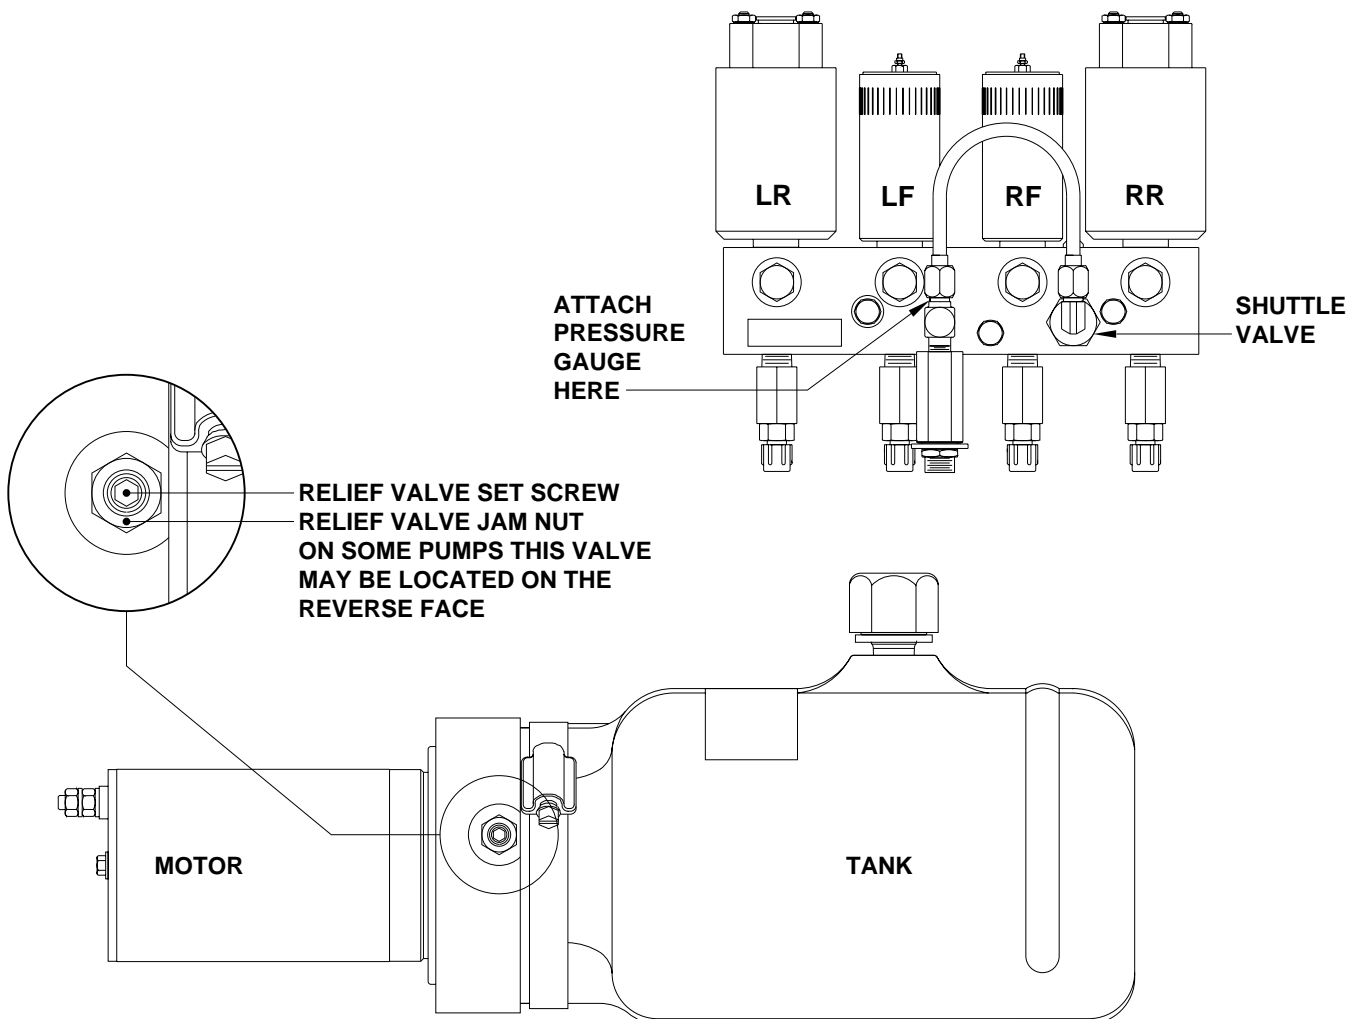 LR
LF
RF
RR
ATTACH
PRESSURE
GAUGE
HERE
SHUTTLE
VALVE
RELIEF VALVE SET SCREW
RELIEF VALVE JAM NUT
ON SOME PUMPS THIS VALVE
MAY BE LOCATED ON THE
REVERSE FACE
MOTOR
TANK